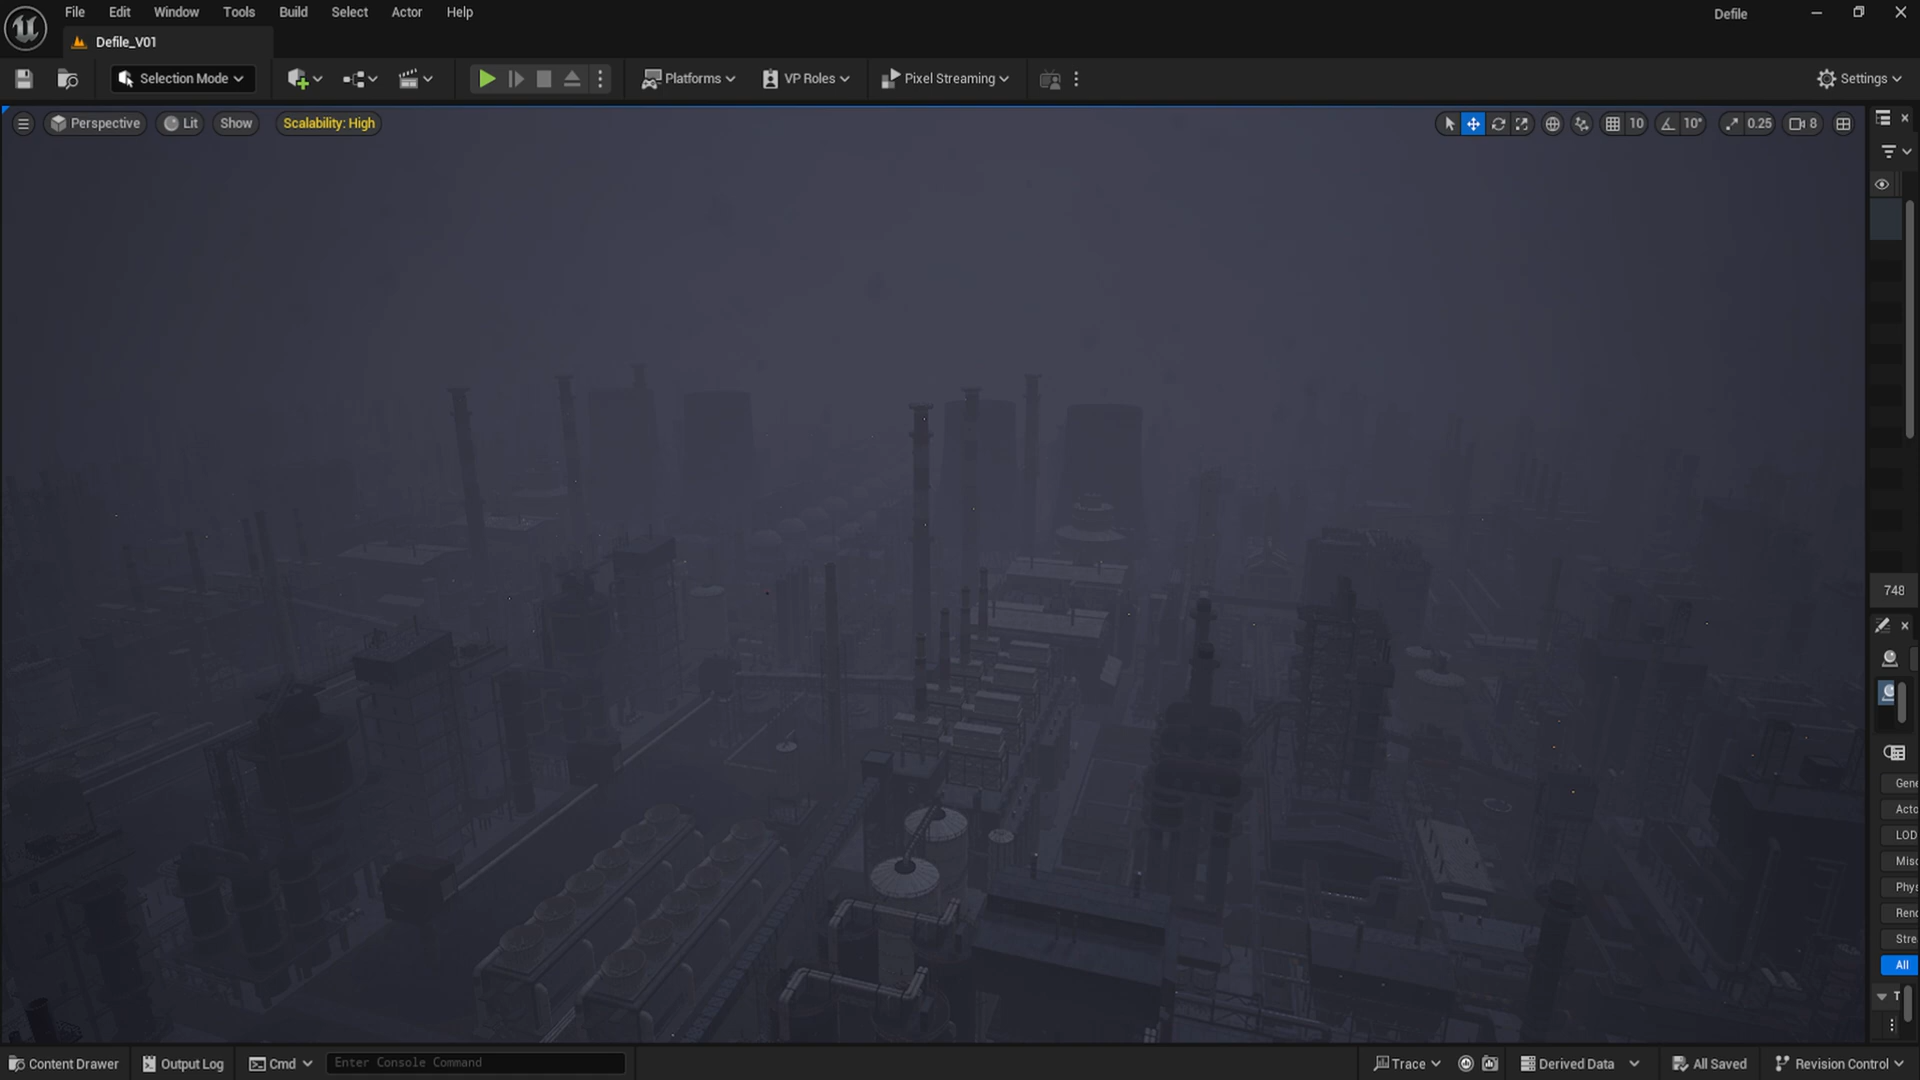 File Edit Window Tools Build Select Actor Help
Defile
Defile_V01
Selection Mode
Platforms
VP Roles
Pixel Streaming
Settings
Perspective
Lit
Show
Scalability: High
10
10°
0.25
8
748
Gene
Acto
LOD
Misc
Phys
Rend
Stre
All
T
Content Drawer
Output Log
Cmd
Enter Console Command
Trace
Derived Data
All Saved
Revision Control